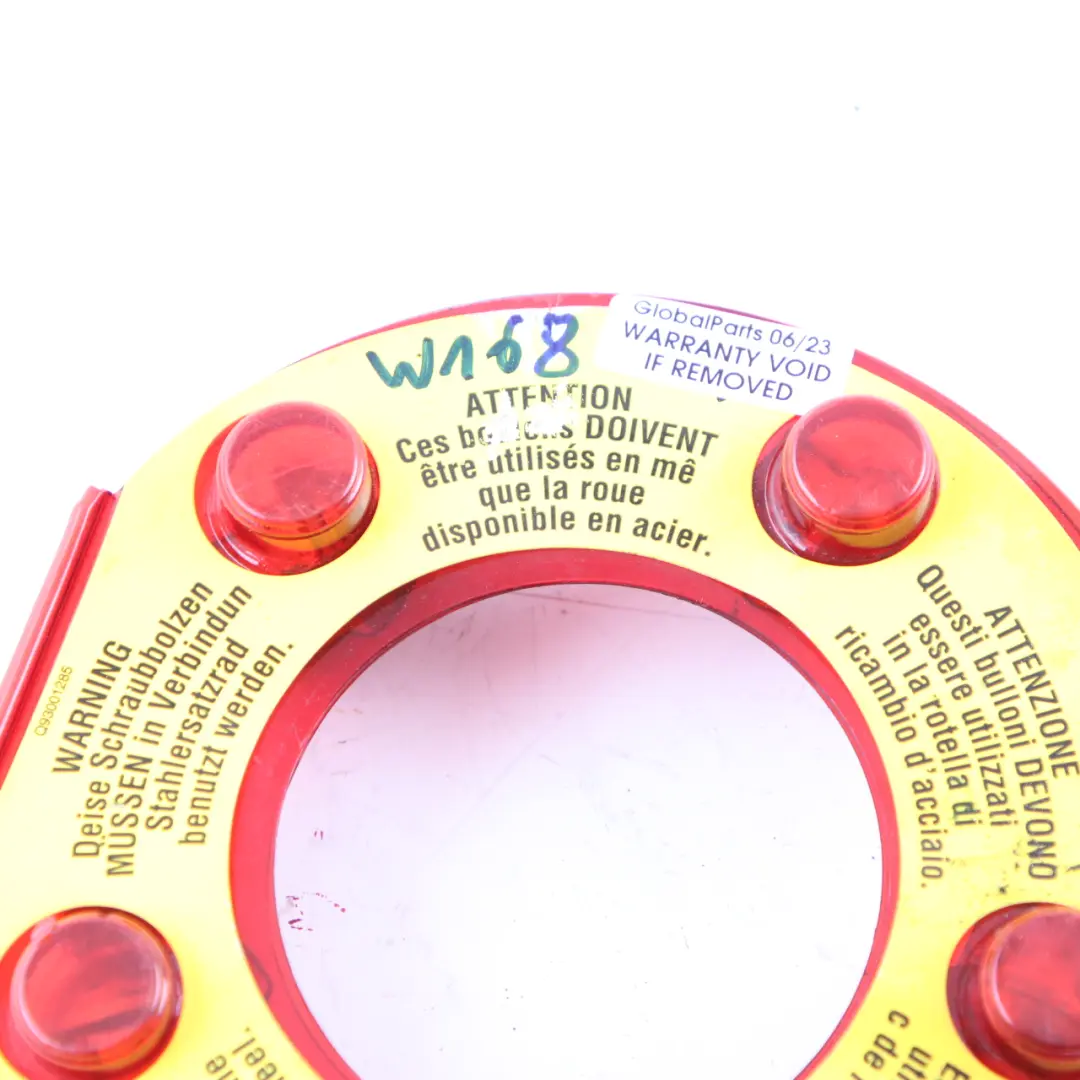 GlobalParts 06/23
WARRANTY VOID
IF REMOVED
W168
ATTENTION
Ces DOIVENT
être utilisés en mê
que la roue
disponible en acier.
WARNING
Deise Schraubbolzen
MUSSEN in Verbindun
Stahlersatzrad
benutzt werden.
Q93001285
ATTENZIONE
Questi bulloni DEVONO
essere utilizzati
in la rotella di
ricambio d'acciaio.